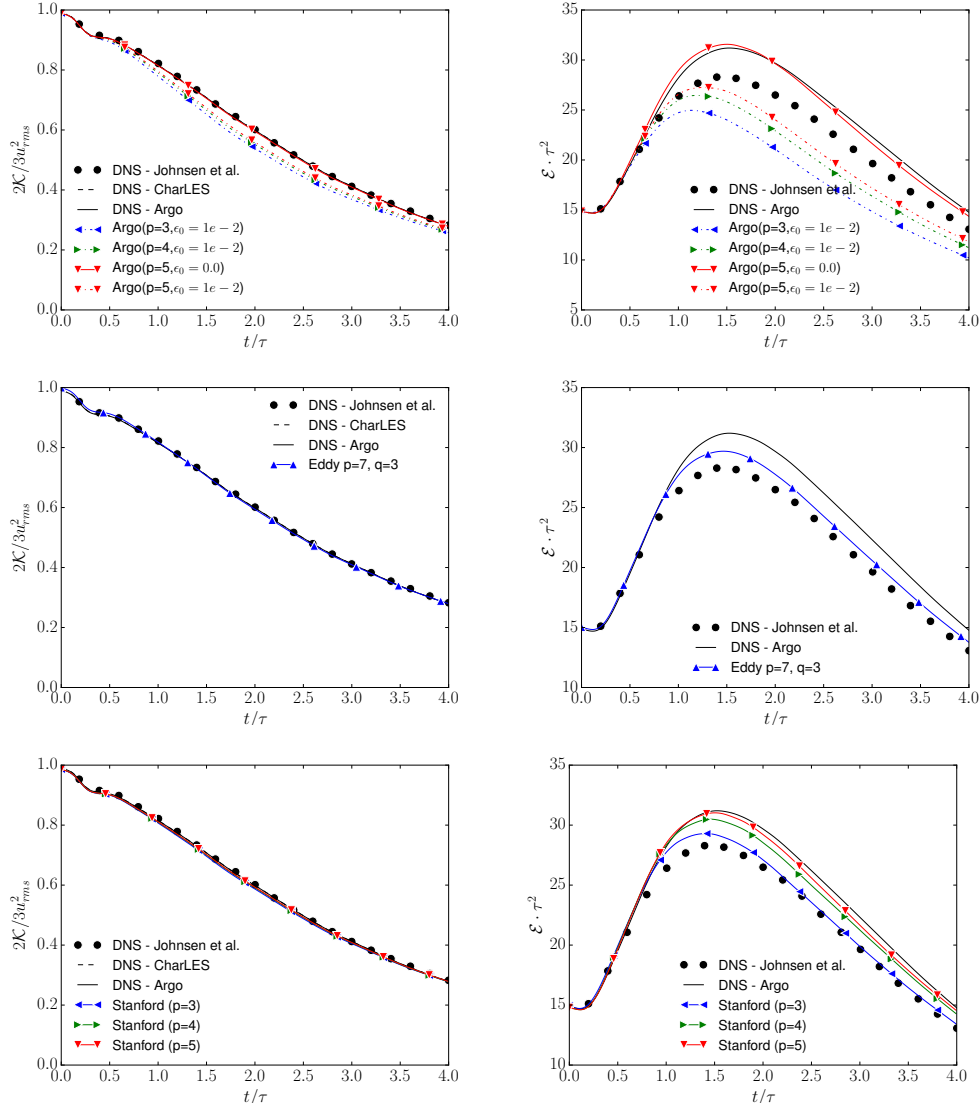 1.0
0.8
0.6
0.4
0.2
0.0
2K/3u²rms
DNS - Johnsen et al.
DNS - CharLES
DNS - Argo
Argo(p=3,ϵ₀ = 1e − 2)
Argo(p=4,ϵ₀ = 1e − 2)
Argo(p=5,ϵ₀ = 0.0)
Argo(p=5,ϵ₀ = 1e − 2)
0.0 0.5 1.0 1.5 2.0 2.5 3.0 3.5 4.0
t/τ
35
30
25
20
15
10
5
ℰ · τ²
DNS - Johnsen et al.
DNS - Argo
Argo(p=3,ϵ₀ = 1e − 2)
Argo(p=4,ϵ₀ = 1e − 2)
Argo(p=5,ϵ₀ = 0.0)
Argo(p=5,ϵ₀ = 1e − 2)
0.0 0.5 1.0 1.5 2.0 2.5 3.0 3.5 4.0
t/τ
1.0
0.8
0.6
0.4
0.2
0.0
2K/3u²rms
DNS - Johnsen et al.
DNS - CharLES
DNS - Argo
Eddy p=7, q=3
0.0 0.5 1.0 1.5 2.0 2.5 3.0 3.5 4.0
t/τ
35
30
25
20
15
10
ℰ · τ²
DNS - Johnsen et al.
DNS - Argo
Eddy p=7, q=3
0.0 0.5 1.0 1.5 2.0 2.5 3.0 3.5 4.0
t/τ
1.0
0.8
0.6
0.4
0.2
0.0
2K/3u²rms
DNS - Johnsen et al.
DNS - CharLES
DNS - Argo
Stanford (p=3)
Stanford (p=4)
Stanford (p=5)
0.0 0.5 1.0 1.5 2.0 2.5 3.0 3.5 4.0
t/τ
35
30
25
20
15
10
ℰ · τ²
DNS - Johnsen et al.
DNS - Argo
Stanford (p=3)
Stanford (p=4)
Stanford (p=5)
0.0 0.5 1.0 1.5 2.0 2.5 3.0 3.5 4.0
t/τ